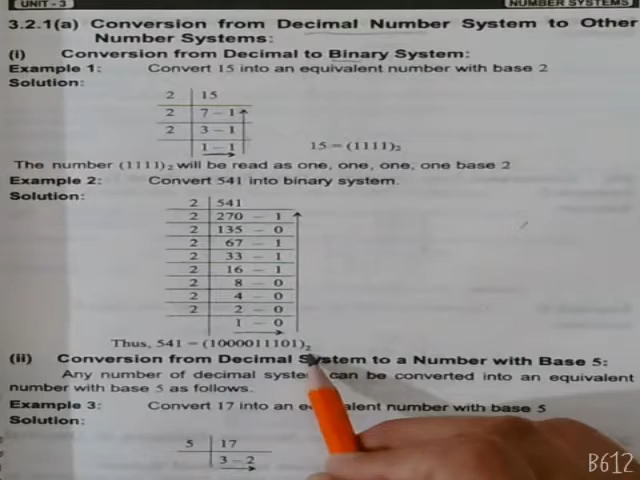 UNIT - 3
NUMBER SYSTEMS
3.2.1(a) Conversion from Decimal Number System to Other
Number Systems:
(i) Conversion from Decimal to Binary System:
Example 1: Convert 15 into an equivalent number with base 2
Solution:
2 15
2 7 - 1
2 3 - 1
1 - 1
15 = (1111)₂
The number (1111)₂ will be read as one, one, one, one base 2
Example 2: Convert 541 into binary system.
Solution:
2 541
2 270 - 1
2 135 - 0
2 67 - 1
2 33 - 1
2 16 - 1
2 8 - 0
2 4 - 0
2 2 - 0
1 - 0
Thus, 541 = (1000011101)₂
(ii) Conversion from Decimal System to a Number with Base 5:
Any number of decimal system can be converted into an equivalent
number with base 5 as follows.
Example 3: Convert 17 into an equivalent number with base 5
Solution:
5 17
3 - 2
B612